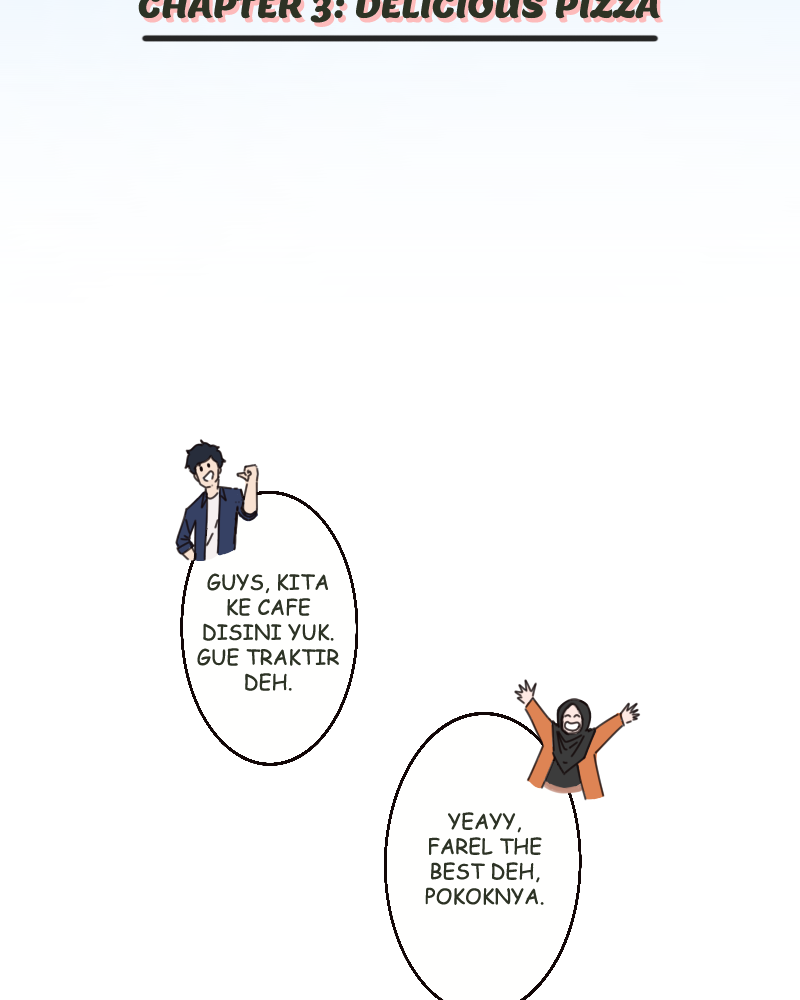 CHAPTER 3: DELICIOUS PIZZA
GUYS, KITA
KE CAFE
DISINI YUK.
GUE TRAKTIR
DEH.
YEAYY,
FAREL THE
BEST DEH,
POKOKNYA.